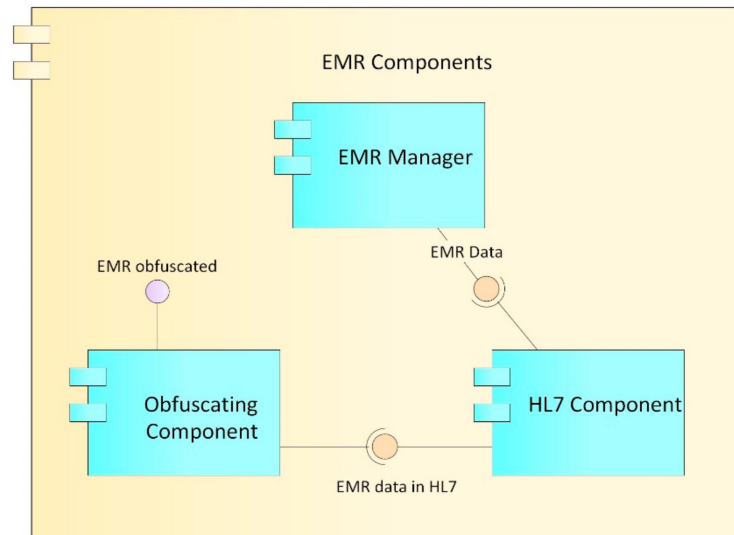 EMR Components
EMR Manager
EMR Data
EMR obfuscated
Obfuscating
Component
HL7 Component
EMR data in HL7